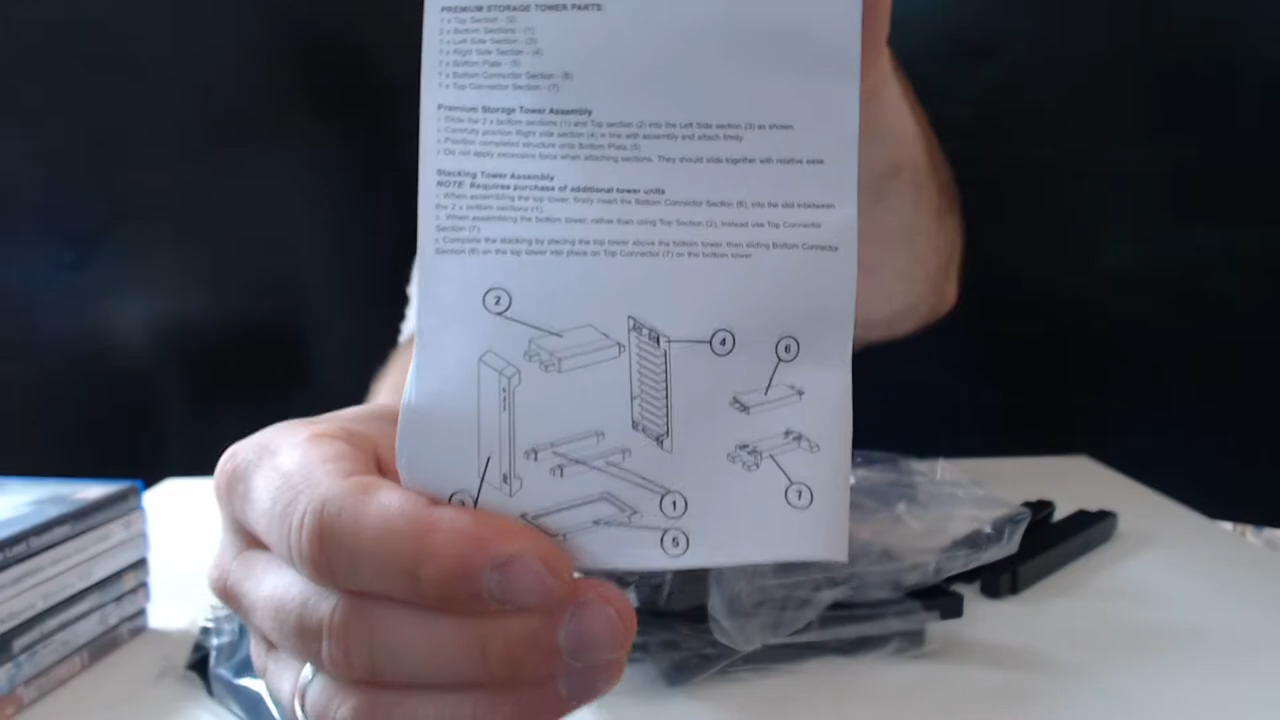 PREMIUM STORAGE TOWER PARTS:
1 x Top Section - (2)
2 x Bottom Sections - (1)
1 x Left Side Section - (3)
1 x Right Side Section - (4)
1 x Bottom Plate - (5)
1 x Bottom Connector Section - (6)
1 x Top Connector Section - (7)
Premium Storage Tower Assembly
Slide the 2 x bottom sections (1) and Top section (2) into the Left Side section (3) as shown.
Carefully position Right side section (4) in line with assembly and attach firmly
Position completed structure onto Bottom Plate (5)
Do not apply excessive force when attaching sections. They should slide together with relative ease.
Stacking Tower Assembly
NOTE: Requires purchase of additional tower units
When assembling the top tower, firstly insert the Bottom Connector Section (6), into the slot inbetween
the 2 x bottom sections (1)
When assembling the bottom tower, rather than using Top Section (2), instead use Top Connector
Section (7)
Complete the stacking by placing the top tower above the bottom tower, then sliding Bottom Connector
Section (6) on the top tower into place on Top Connector (7) on the bottom tower
2
4
6
1
7
5